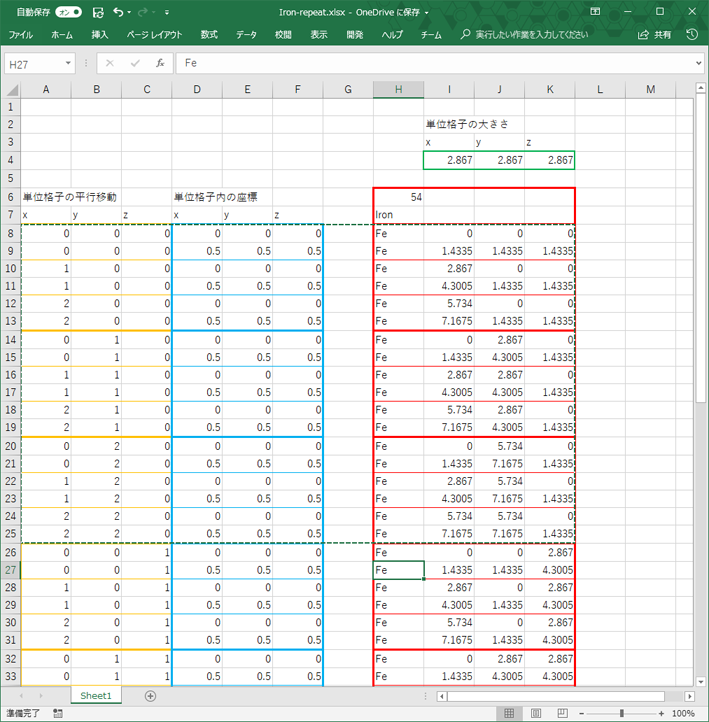 自動保存 オン Iron-repeat.xlsx - OneDrive に保存
ファイル ホーム 挿入 ページ レイアウト 数式 データ 校閲 表示 開発 ヘルプ チーム 実行したい作業を入力してください 共有
H27 fx Fe
A B C D E F G H I J K L M
1
2 単位格子の大きさ
3 x y z
4 2.867 2.867 2.867
5
6 単位格子の平行移動 単位格子内の座標 54
7 x y z x y z Iron
8 0 0 0 0 0 0 Fe 0 0 0
9 0 0 0 0.5 0.5 0.5 Fe 1.4335 1.4335 1.4335
10 1 0 0 0 0 0 Fe 2.867 0 0
11 1 0 0 0.5 0.5 0.5 Fe 4.3005 1.4335 1.4335
12 2 0 0 0 0 0 Fe 5.734 0 0
13 2 0 0 0.5 0.5 0.5 Fe 7.1675 1.4335 1.4335
14 0 1 0 0 0 0 Fe 0 2.867 0
15 0 1 0 0.5 0.5 0.5 Fe 1.4335 4.3005 1.4335
16 1 1 0 0 0 0 Fe 2.867 2.867 0
17 1 1 0 0.5 0.5 0.5 Fe 4.3005 4.3005 1.4335
18 2 1 0 0 0 0 Fe 5.734 2.867 0
19 2 1 0 0.5 0.5 0.5 Fe 7.1675 4.3005 1.4335
20 0 2 0 0 0 0 Fe 0 5.734 0
21 0 2 0 0.5 0.5 0.5 Fe 1.4335 7.1675 1.4335
22 1 2 0 0 0 0 Fe 2.867 5.734 0
23 1 2 0 0.5 0.5 0.5 Fe 4.3005 7.1675 1.4335
24 2 2 0 0 0 0 Fe 5.734 5.734 0
25 2 2 0 0.5 0.5 0.5 Fe 7.1675 7.1675 1.4335
26 0 0 1 0 0 0 Fe 0 0 2.867
27 0 0 1 0.5 0.5 0.5 Fe 1.4335 1.4335 4.3005
28 1 0 1 0 0 0 Fe 2.867 0 2.867
29 1 0 1 0.5 0.5 0.5 Fe 4.3005 1.4335 4.3005
30 2 0 1 0 0 0 Fe 5.734 0 2.867
31 2 0 1 0.5 0.5 0.5 Fe 7.1675 1.4335 4.3005
32 0 1 1 0 0 0 Fe 0 2.867 2.867
33 0 1 1 0.5 0.5 0.5 Fe 1.4335 4.3005 4.3005
Sheet1
準備完了 100%